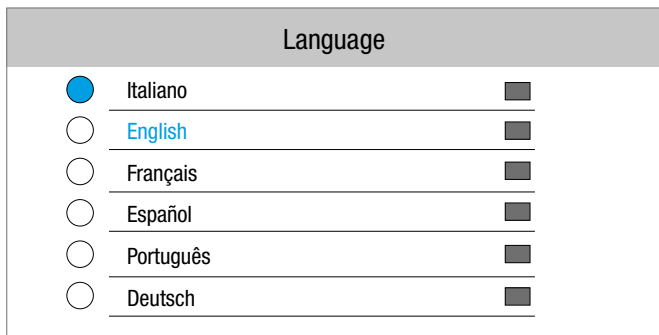 Language
Italiano
English
Français
Español
Português
Deutsch